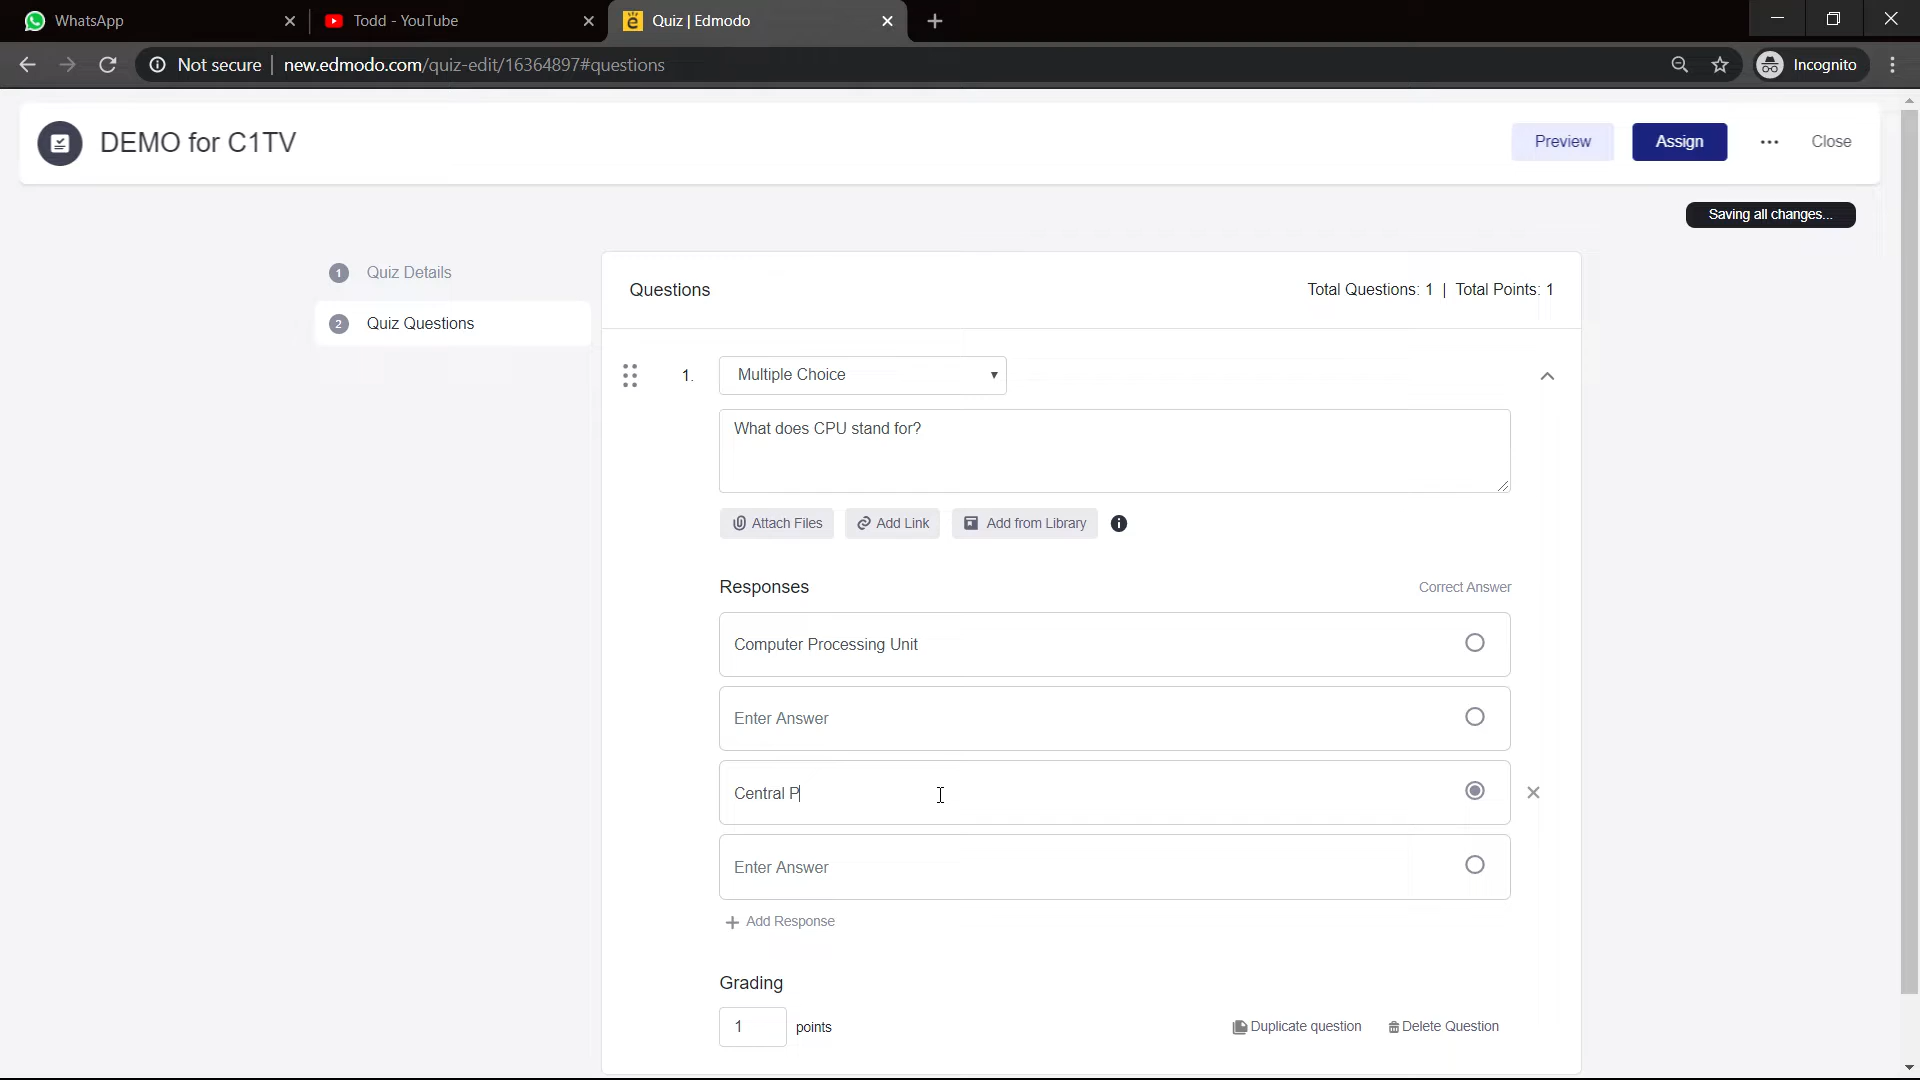 WhatsApp
Todd - YouTube
Quiz | Edmodo
Not secure | new.edmodo.com/quiz-edit/16364897#questions
Incognito
DEMO for C1TV
Preview
Assign
Close
Saving all changes...
1 Quiz Details
2 Quiz Questions
Questions
Total Questions: 1 | Total Points: 1
1. Multiple Choice
What does CPU stand for?
Attach Files
Add Link
Add from Library
Responses
Correct Answer
Computer Processing Unit
Enter Answer
Central P
Enter Answer
+ Add Response
Grading
1 points
Duplicate question
Delete Question